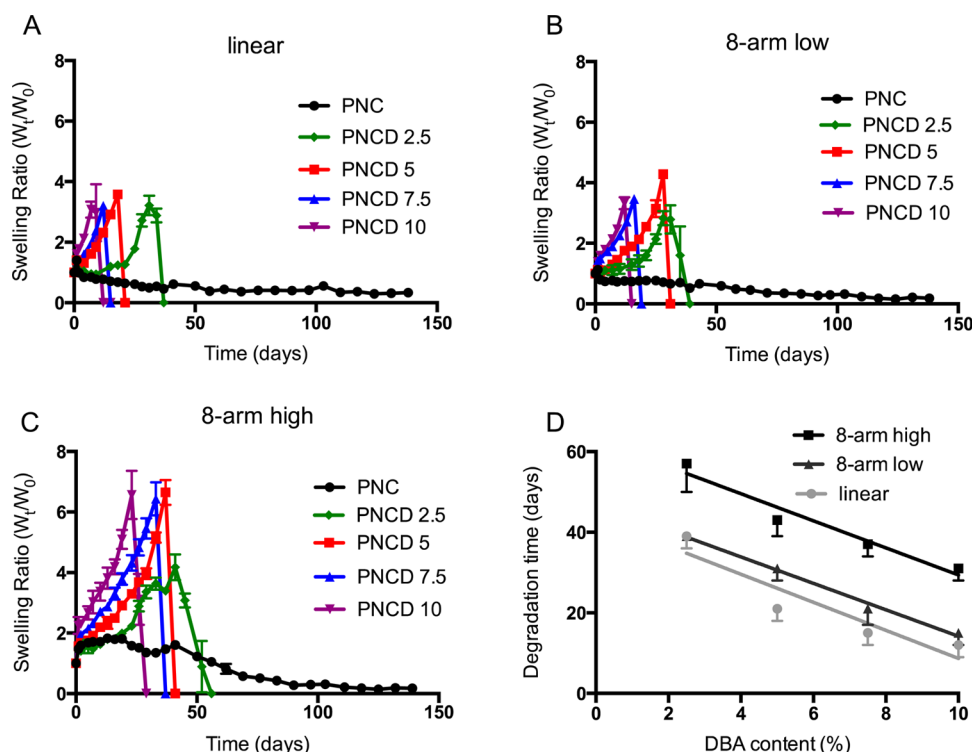 A
linear
Swelling Ratio (Wt/W0)
8
6
4
2
0
0
50
100
150
Time (days)
PNC
PNCD 2.5
PNCD 5
PNCD 7.5
PNCD 10
B
8-arm low
Swelling Ratio (Wt/W0)
8
6
4
2
0
0
50
100
150
Time (days)
PNC
PNCD 2.5
PNCD 5
PNCD 7.5
PNCD 10
C
8-arm high
Swelling Ratio (Wt/W0)
8
6
4
2
0
0
50
100
150
Time (days)
PNC
PNCD 2.5
PNCD 5
PNCD 7.5
PNCD 10
D
8-arm high
8-arm low
linear
Degradation time (days)
60
40
20
0
0
2
4
6
8
10
DBA content (%)